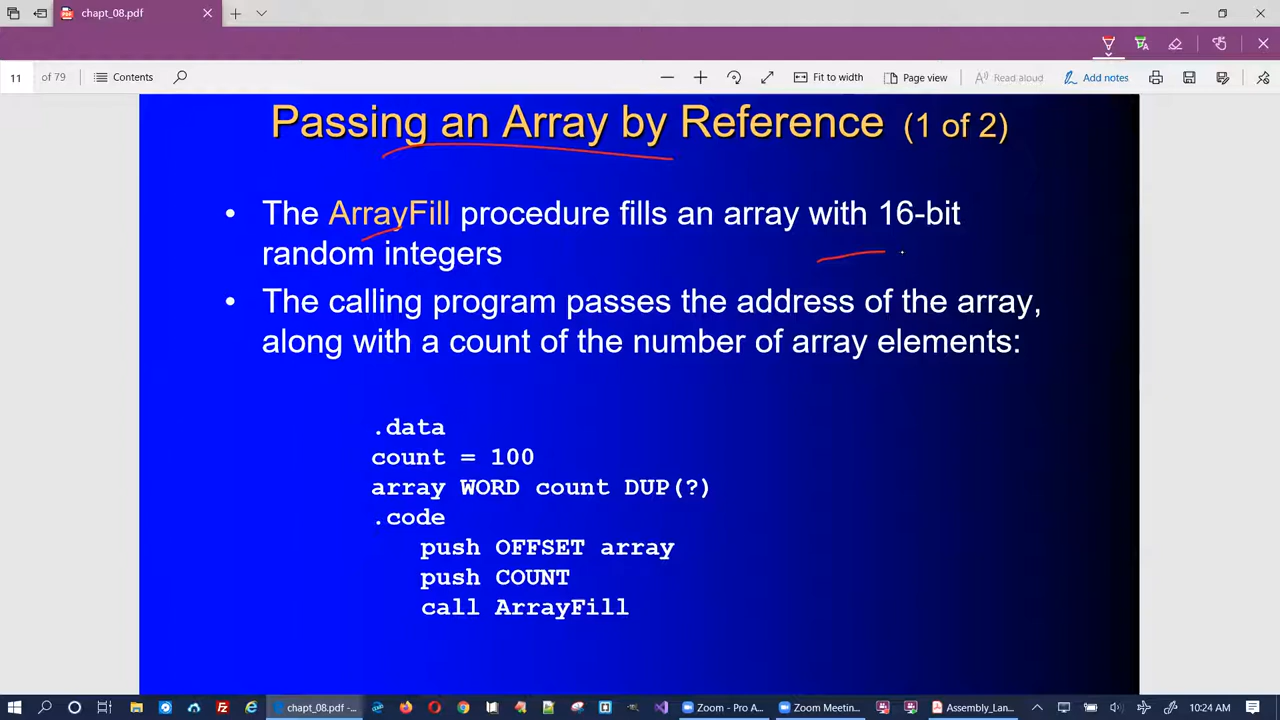 chapt_08.pdf
11 of 79 Contents Fit to width Page view Read aloud Add notes
Passing an Array by Reference (1 of 2)
• The ArrayFill procedure fills an array with 16-bit
random integers
• The calling program passes the address of the array,
along with a count of the number of array elements:
.data
count = 100
array WORD count DUP(?)
.code
push OFFSET array
push COUNT
call ArrayFill
chapt_08.pdf -... Zoom - Pro A... Zoom Meetin... Assembly_Lan... 10:24 AM